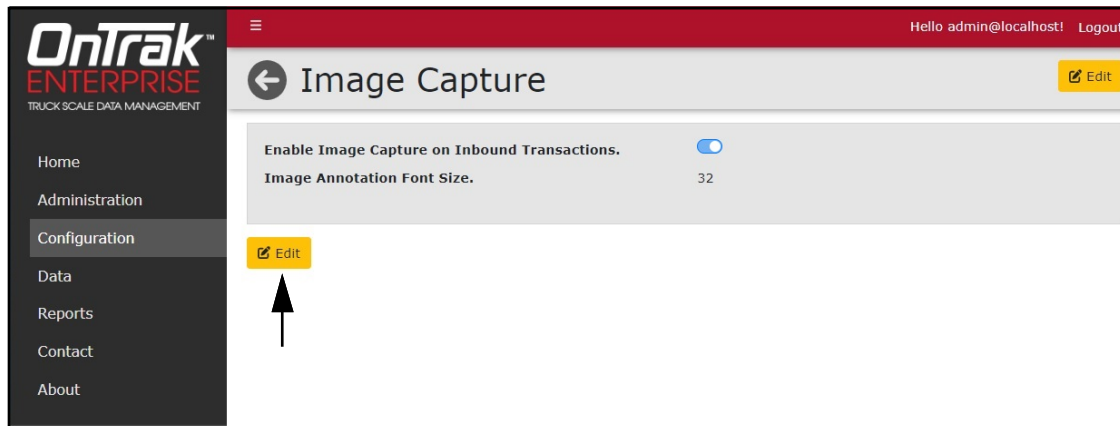 OnTrak™
ENTERPRISE
TRUCK SCALE DATA MANAGEMENT
Home
Administration
Configuration
Data
Reports
Contact
About
Hello admin@localhost! Logout
Image Capture
Edit
Enable Image Capture on Inbound Transactions.
Image Annotation Font Size. 32
Edit